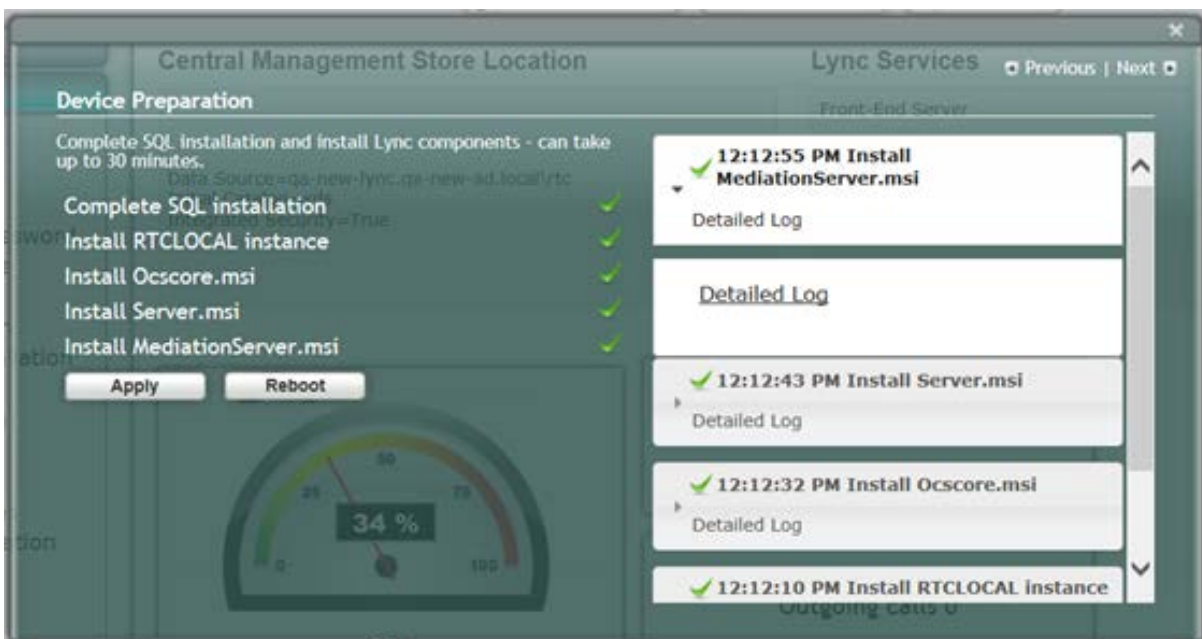 Central Management Store Location
Lync Services
Previous | Next
Device Preparation
Front-End Server
Complete SQL Installation and install Lync components - can take
up to 30 minutes.
Data Source=qa-new-lync.qa-new-ad.local\rtc
Integrated Security=True
Complete SQL installation
Install RTCLOCAL instance
Install Ocscore.msi
Install Server.msi
Install MediationServer.msi
Apply
Reboot
12:12:55 PM Install
MediationServer.msi
Detailed Log
Detailed Log
12:12:43 PM Install Server.msi
Detailed Log
12:12:32 PM Install Ocscore.msi
Detailed Log
12:12:10 PM Install RTCLOCAL instance
Outgoing calls 0
0
25
50
75
100
34 %